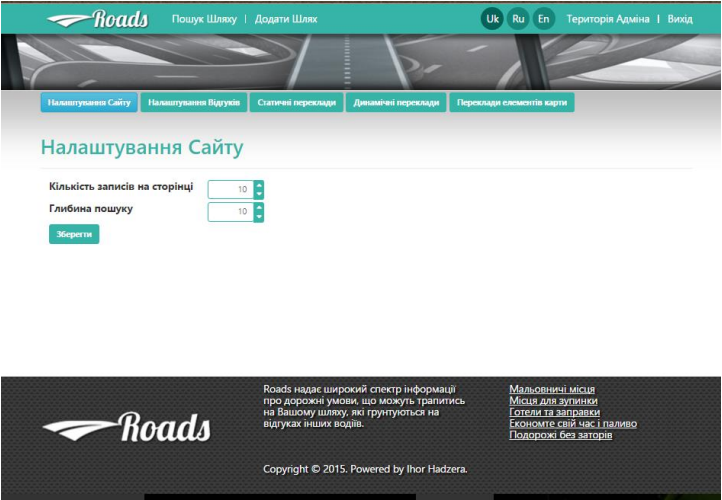 Roads Пошук Шляху | Додати Шлях Uk Ru En Територія Адміна | Вихід
Налаштування Сайту Налаштування Відгуків Статичні переклади Динамічні переклади Переклади елементів карти
Налаштування Сайту
Кількість записів на сторінці 10
Глибина пошуку 10
Зберегти
Roads
Roads надає широкий спектр інформації
про дорожні умови, що можуть трапитись
на Вашому шляху, які грунтуються на
відгуках інших водіїв.
Copyright © 2015. Powered by Ihor Hadzera.
Мальовничі місця
Місця для зупинки
Готели та заправки
Економте свій час і паливо
Подорожі без заторів